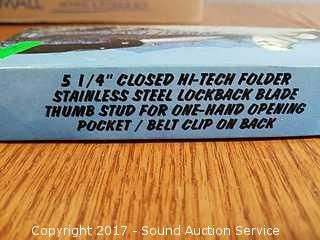 5 1/4" CLOSED HI-TECH FOLDER
STAINLESS STEEL LOCKBACK BLADE
THUMB STUD FOR ONE-HAND OPENING
POCKET / BELT CLIP ON BACK
Copyright 2017 - Sound Auction Service